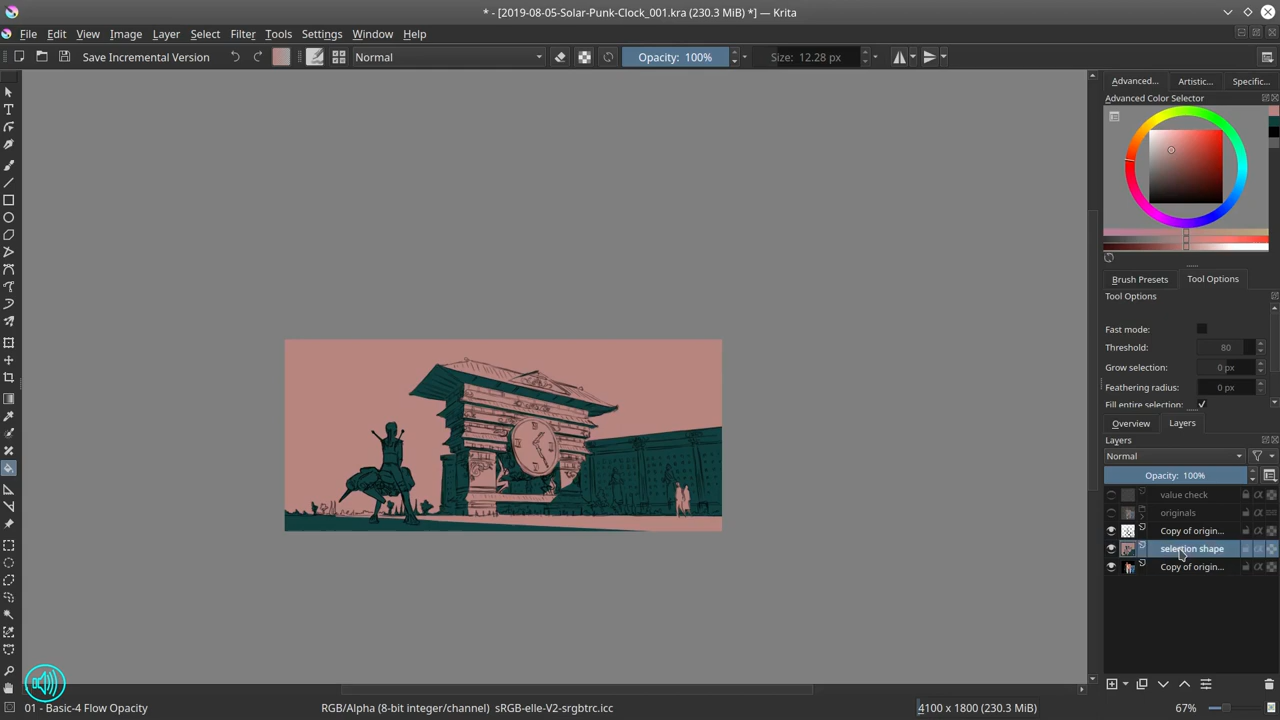 * - [2019-08-05-Solar-Punk-Clock_001.kra (230.3 MiB) *] — Krita
File Edit View Image Layer Select Filter Tools Settings Window Help
Save Incremental Version Normal Opacity: 100% Size: 12.28 px
Advanced... Artistic... Specific...
Advanced Color Selector
Brush Presets Tool Options
Tool Options
Fast mode:
Threshold: 80
Grow selection: 0 px
Feathering radius: 0 px
Fill entire selection:
Overview Layers
Layers
Normal
Opacity: 100%
value check
originals
Copy of origin...
selection shape
Copy of origin...
01 - Basic-4 Flow Opacity RGB/Alpha (8-bit integer/channel) sRGB-elle-V2-srgbtrc.icc 4100 x 1800 (230.3 MiB) 67%